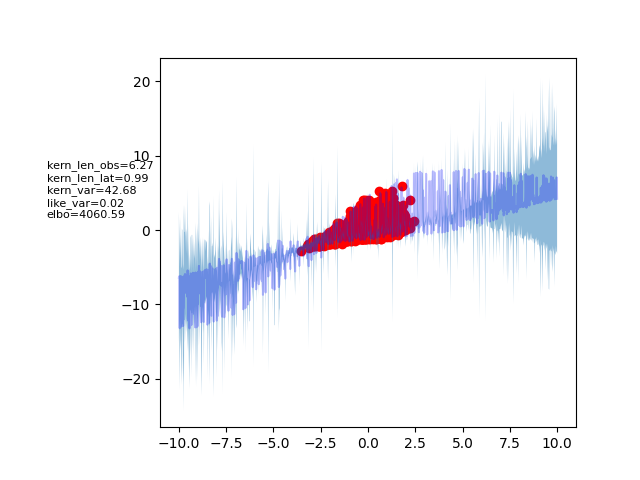 20
10
0
−10
−20
kern_len_obs=6.27
kern_len_lat=0.99
kern_var=42.68
like_var=0.02
elbo=4060.59
−10.0 −7.5 −5.0 −2.5 0.0 2.5 5.0 7.5 10.0